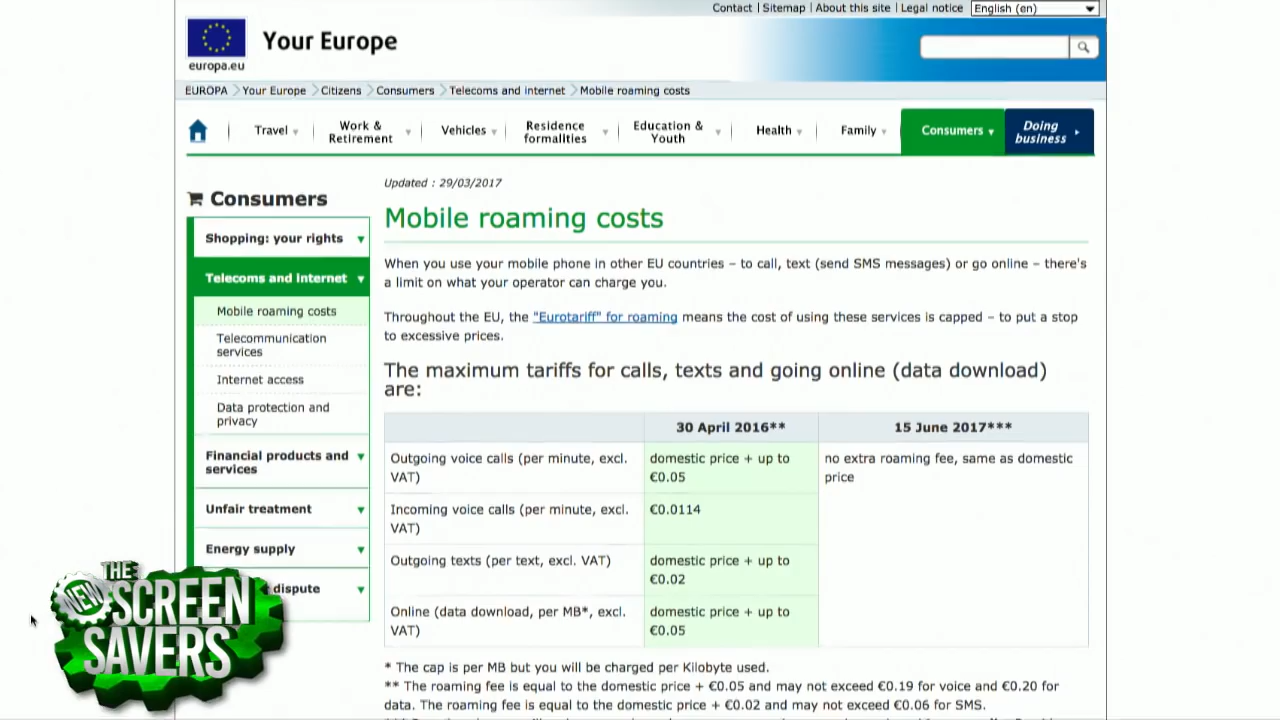 Contact | Sitemap | About this site | Legal notice English (en)
europa.eu
Your Europe
EUROPA > Your Europe > Citizens > Consumers > Telecoms and internet > Mobile roaming costs
Travel
Work & Retirement
Vehicles
Residence formalities
Education & Youth
Health
Family
Consumers
Doing business
Consumers
Shopping: your rights
Telecoms and internet
Mobile roaming costs
Telecommunication
services
Internet access
Data protection and
privacy
Financial products and
services
Unfair treatment
Energy supply
dispute
Updated : 29/03/2017
Mobile roaming costs
When you use your mobile phone in other EU countries – to call, text (send SMS messages) or go online – there's
a limit on what your operator can charge you.
Throughout the EU, the "Eurotariff" for roaming means the cost of using these services is capped – to put a stop
to excessive prices.
The maximum tariffs for calls, texts and going online (data download)
are:
30 April 2016** 15 June 2017***
Outgoing voice calls (per minute, excl. VAT) domestic price + up to €0.05 no extra roaming fee, same as domestic price
Incoming voice calls (per minute, excl. VAT) €0.0114
Outgoing texts (per text, excl. VAT) domestic price + up to €0.02
Online (data download, per MB*, excl. VAT) domestic price + up to €0.05
* The cap is per MB but you will be charged per Kilobyte used.
** The roaming fee is equal to the domestic price + €0.05 and may not exceed €0.19 for voice and €0.20 for
data. The roaming fee is equal to the domestic price + €0.02 and may not exceed €0.06 for SMS.
THE
NEW
SCREEN
SAVERS